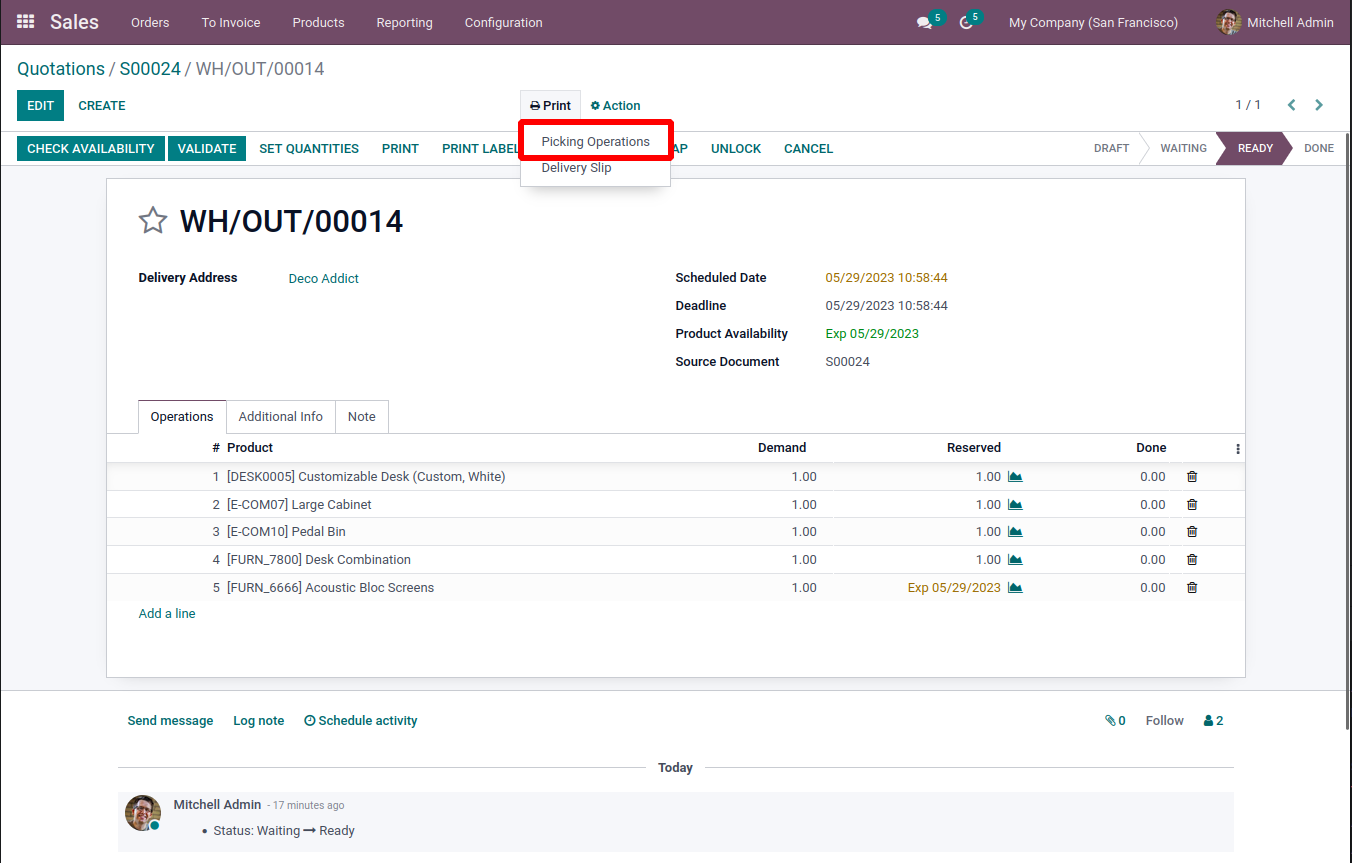 Sales Orders To Invoice Products Reporting Configuration 5 5 My Company (San Francisco) Mitchell Admin
Quotations / S00024 / WH/OUT/00014
EDIT CREATE Print Action 1 / 1
CHECK AVAILABILITY VALIDATE SET QUANTITIES PRINT PRINT LABEL AP UNLOCK CANCEL DRAFT WAITING READY DONE
Picking Operations
Delivery Slip
WH/OUT/00014
Delivery Address Deco Addict
Scheduled Date 05/29/2023 10:58:44
Deadline 05/29/2023 10:58:44
Product Availability Exp 05/29/2023
Source Document S00024
Operations Additional Info Note
# Product Demand Reserved Done
1 [DESK0005] Customizable Desk (Custom, White) 1.00 1.00 0.00
2 [E-COM07] Large Cabinet 1.00 1.00 0.00
3 [E-COM10] Pedal Bin 1.00 1.00 0.00
4 [FURN_7800] Desk Combination 1.00 1.00 0.00
5 [FURN_6666] Acoustic Bloc Screens 1.00 Exp 05/29/2023 0.00
Add a line
Send message Log note Schedule activity 0 Follow 2
Today
Mitchell Admin - 17 minutes ago
• Status: Waiting → Ready